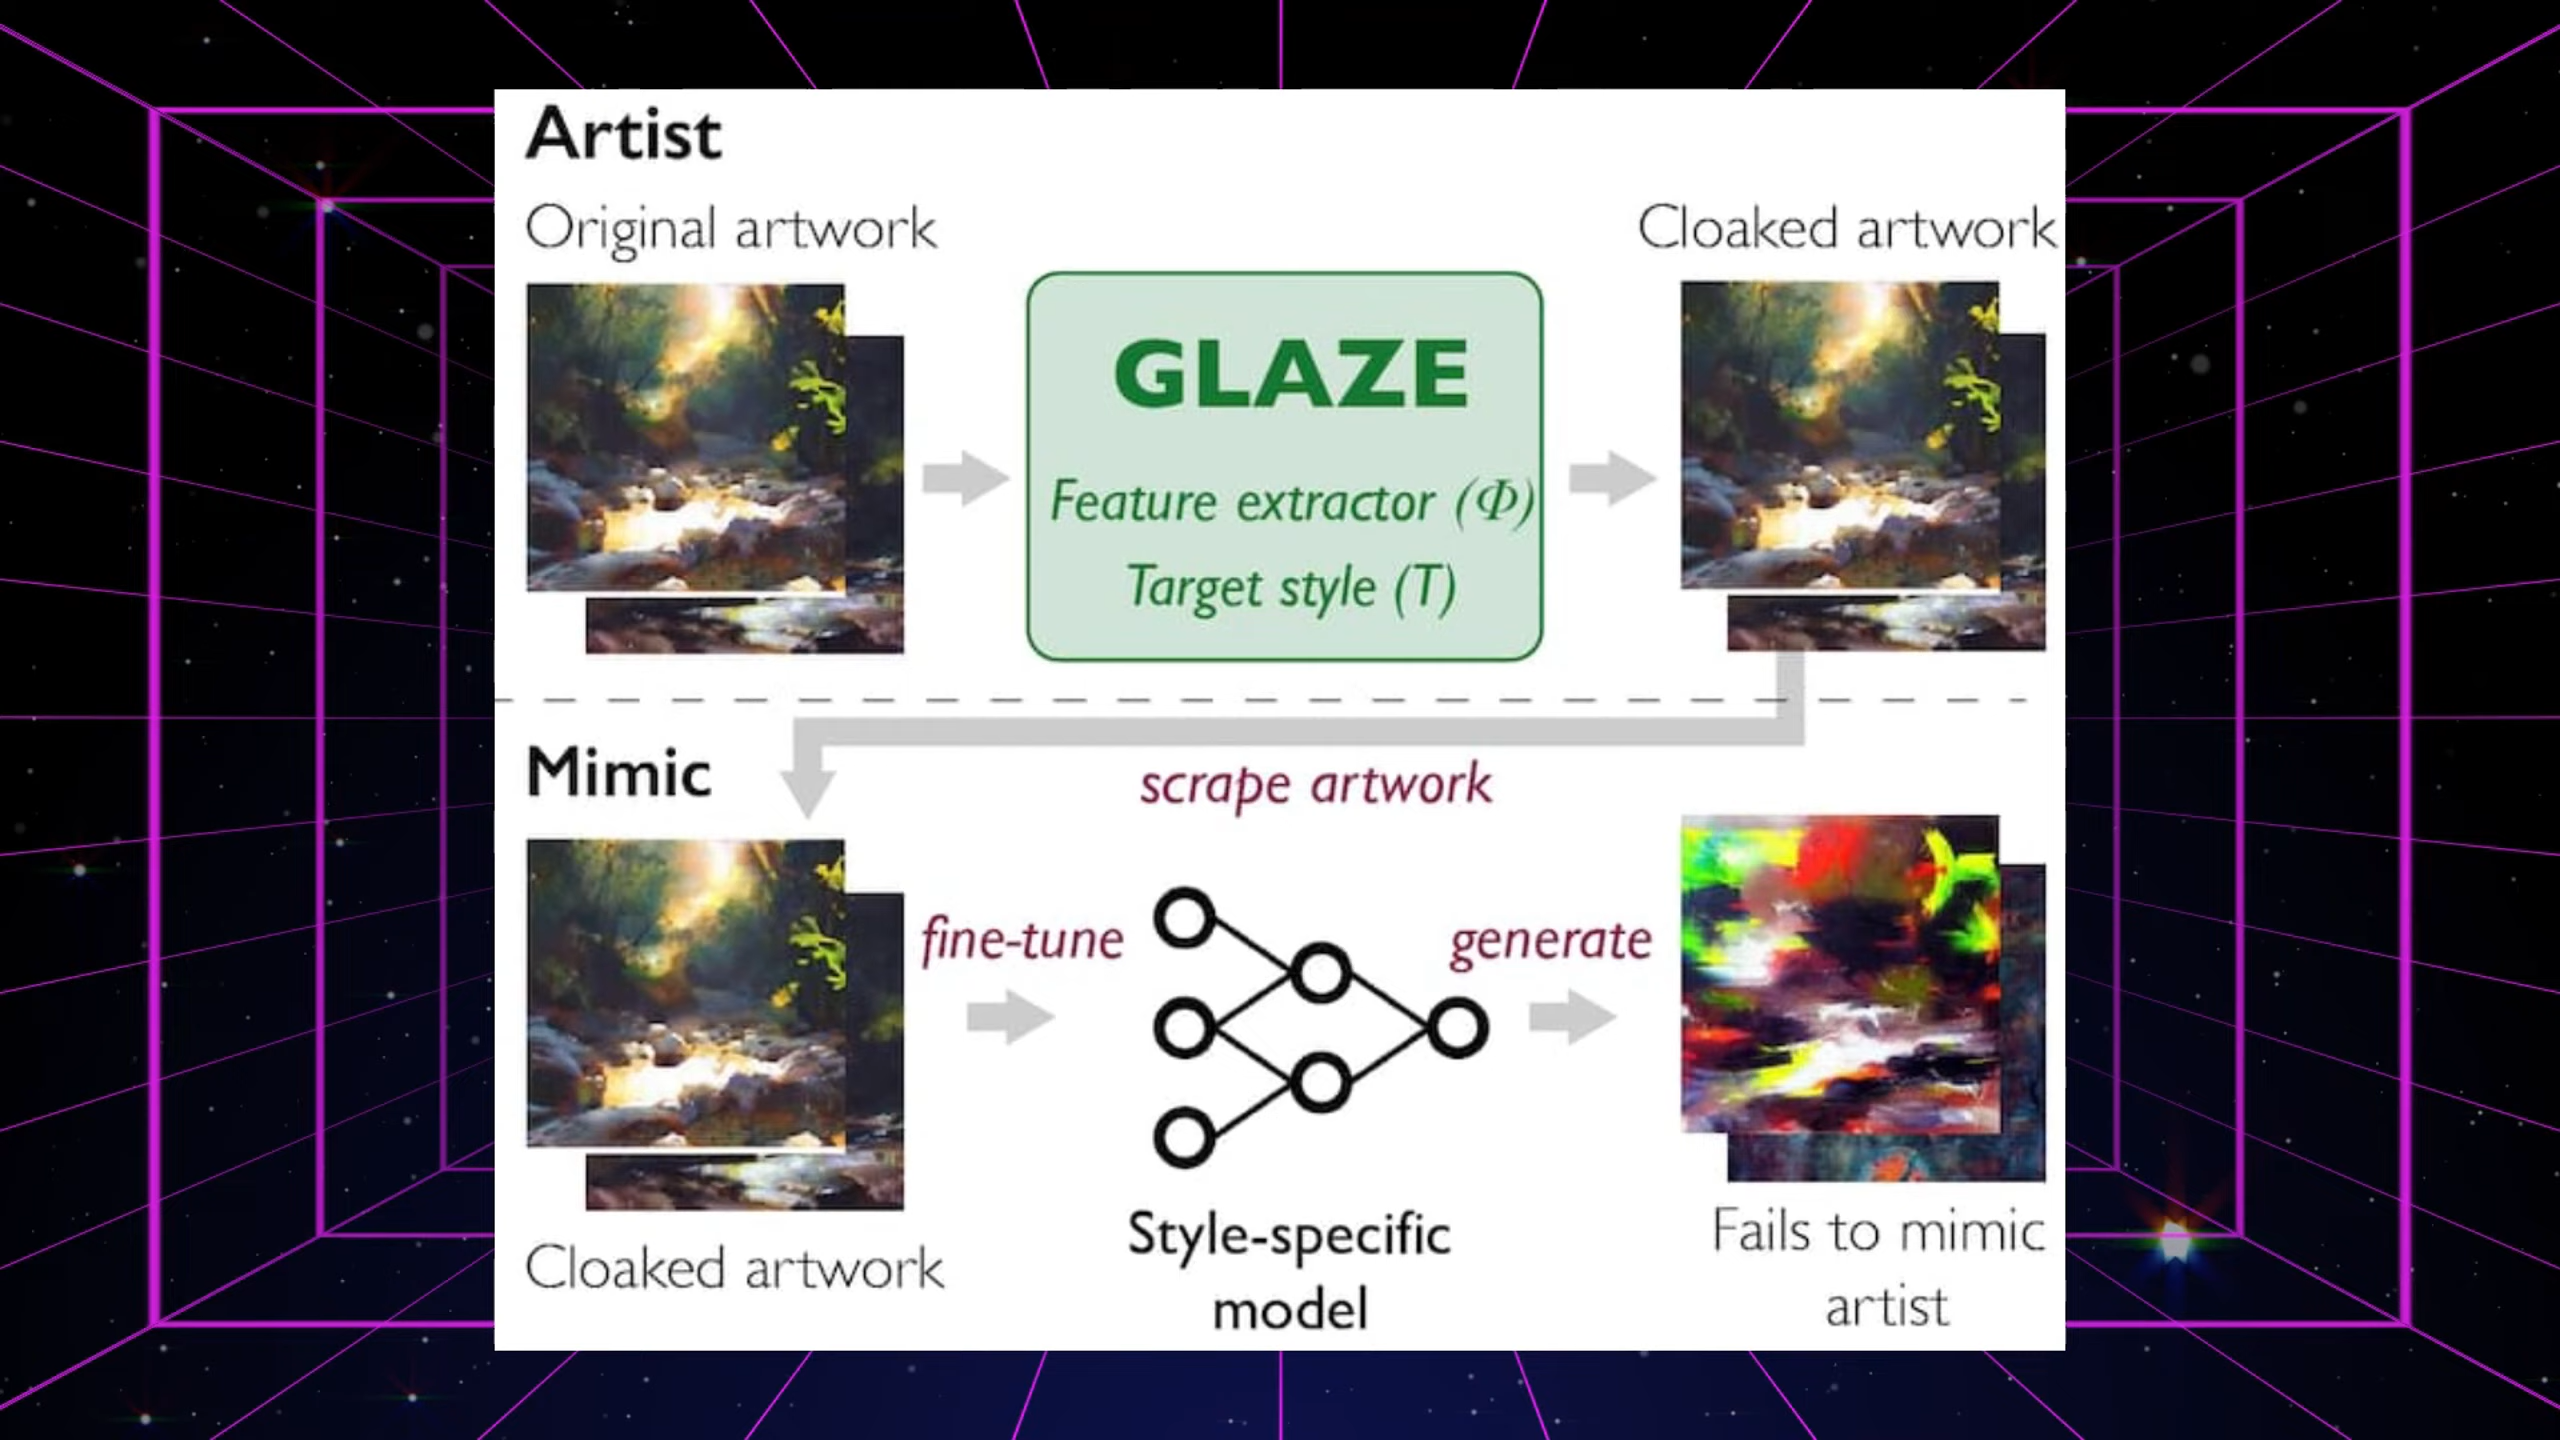 Artist
Original artwork
Cloaked artwork
GLAZE
Feature extractor (Φ)
Target style (T)
Mimic
scrape artwork
fine-tune
generate
Cloaked artwork
Style-specific
model
Fails to mimic
artist